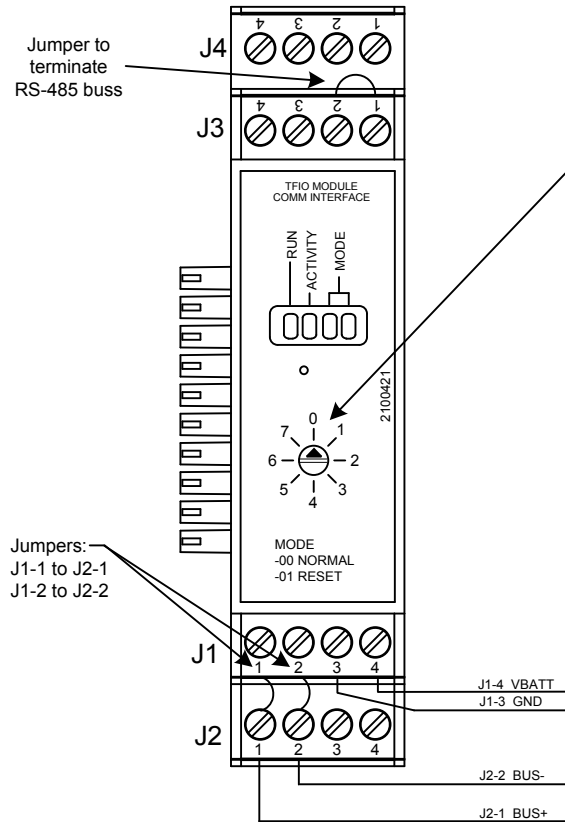 J4
4 3 2 1
Jumper to
terminate
RS-485 buss
J3
4 3 2 1
TFIO MODULE
COMM INTERFACE
RUN
ACTIVITY
MODE
2100421
0
1
2
3
4
5
6
7
MODE
-00 NORMAL
-01 RESET
Jumpers:
J1-1 to J2-1
J1-2 to J2-2
J1
1 2 3 4
J1-4 VBATT
J1-3 GND
J2
1 2 3 4
J2-2 BUS-
J2-1 BUS+